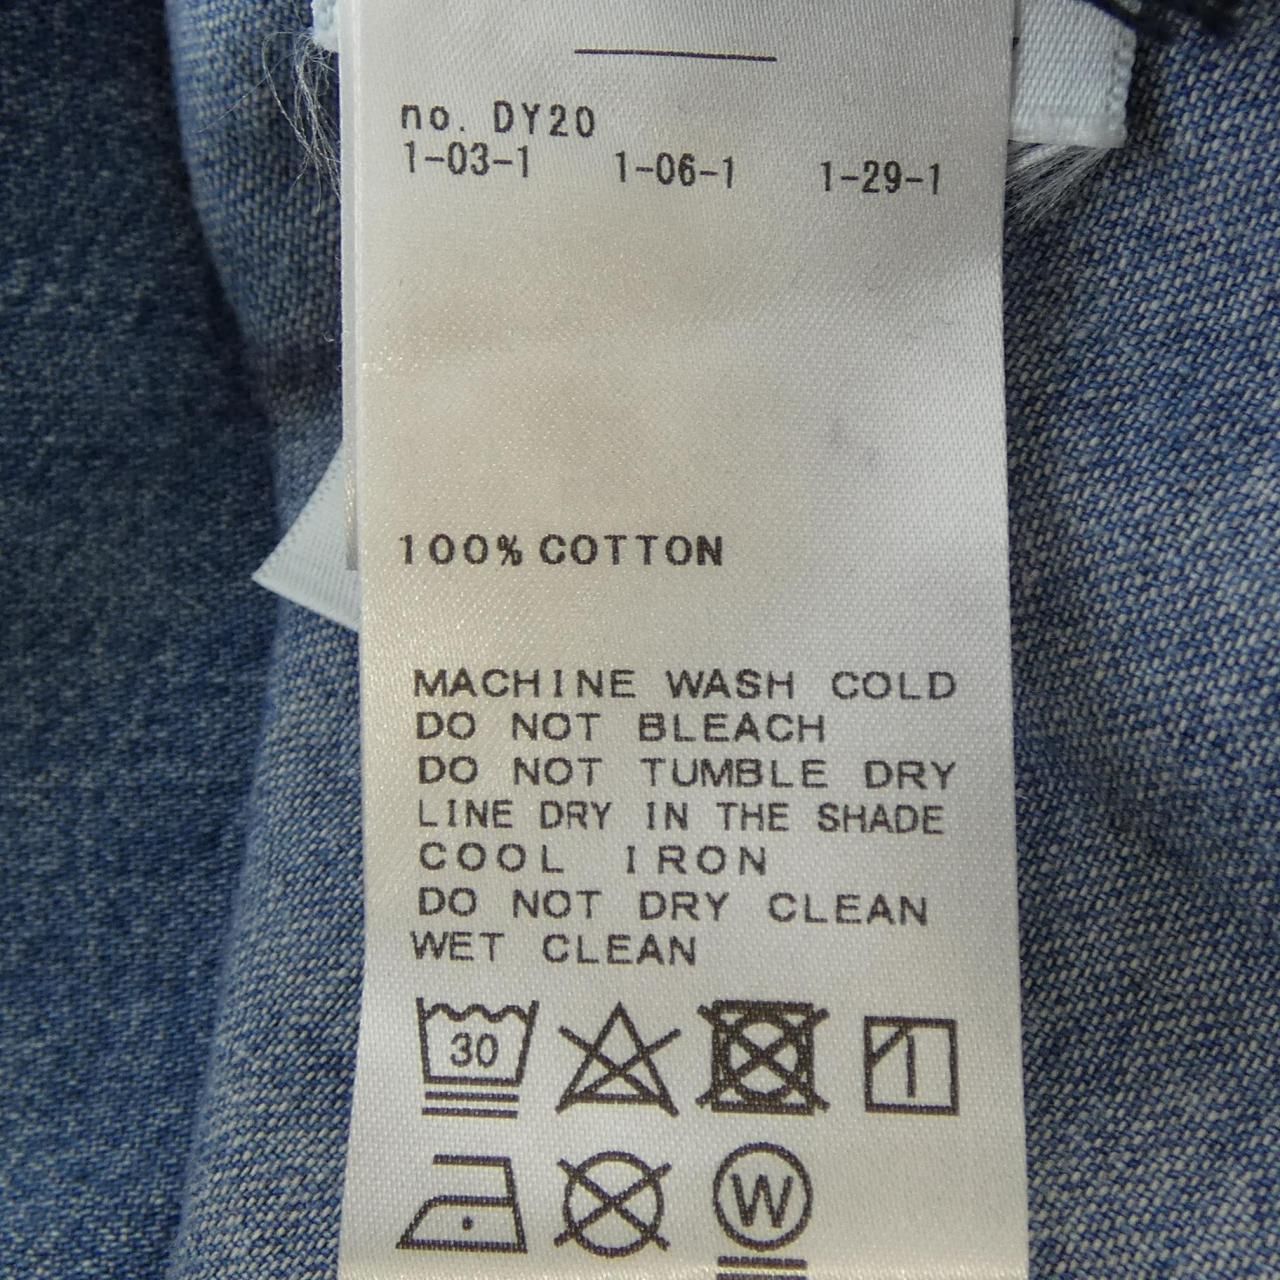 no. DY20
1-03-1 1-06-1 1-29-1
100% COTTON
MACHINE WASH COLD
DO NOT BLEACH
DO NOT TUMBLE DRY
LINE DRY IN THE SHADE
COOL IRON
DO NOT DRY CLEAN
WET CLEAN
30
W